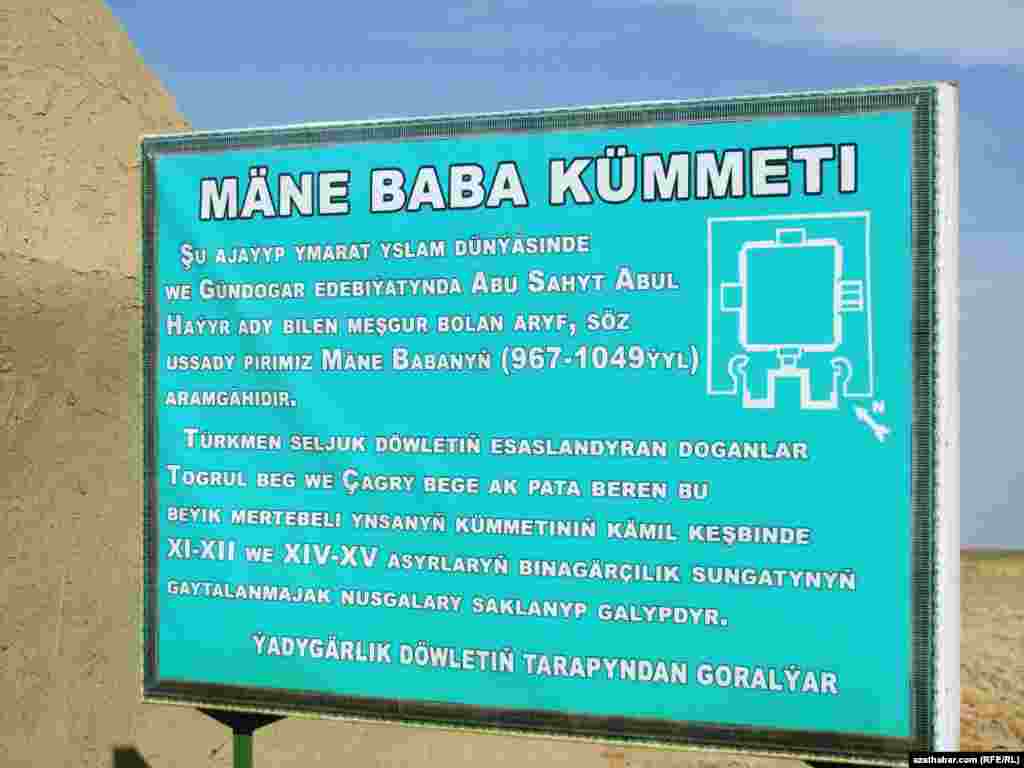 MÄNE BABA KÜMMETI
ŞU AJAÝYP YMARAT YSLAM DÜNÝÄSINDE
WE GÜNDOGAR EDEBIÝATYNDA ABU SAHYT ABUL
HAÝYR ADY BILEN MEŞGUR BOLAN ARYF, SÖZ
USSADY PIRIMIZ MÄNE BABANYŇ (967-1049ÝYL)
ARAMGÄHIDIR.
TÜRKMEN SELJUK DÖWLETIŇ ESASLANDYRAN DOGANLAR
TOGRUL BEG WE ÇAGRY BEGE AK PATA BEREN BU
BEÝIK MERTEBELI YNSANYŇ KÜMMETINIŇ KÄMIL KEŞBINDE
XI-XII WE XIV-XV ASYRLARYŇ BINAGÄRÇILIK SUNGATYNYŇ
GAYTALANMAJAK NUSGALARY SAKLANYP GALYPDYR.
ÝADYGÄRLIK DÖWLETIŇ TARAPYNDAN GORALÝAR
N
azathabar.com (RFE/RL)